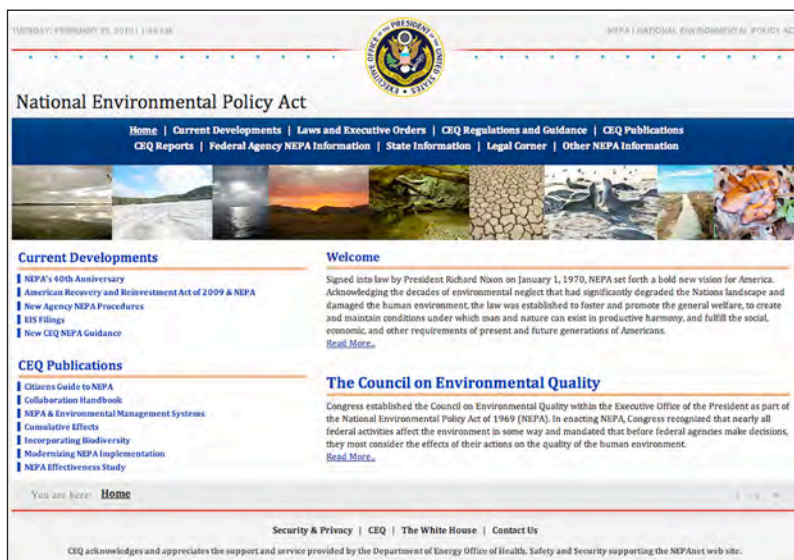 TUESDAY, FEBRUARY 23, 2010 | 1:48 PM
NEPA | NATIONAL ENVIRONMENTAL POLICY AC
EXECUTIVE OFFICE OF THE PRESIDENT OF THE UNITED STATES
National Environmental Policy Act
Home | Current Developments | Laws and Executive Orders | CEQ Regulations and Guidance | CEQ Publications
CEQ Reports | Federal Agency NEPA Information | State Information | Legal Corner | Other NEPA Information
Current Developments
NEPA's 40th Anniversary
American Recovery and Reinvestment Act of 2009 & NEPA
New Agency NEPA Procedures
EIS Filings
New CEQ NEPA Guidance
CEQ Publications
Citizens Guide to NEPA
Collaboration Handbook
NEPA & Environmental Management Systems
Cumulative Effects
Incorporating Biodiversity
Modernizing NEPA Implementation
NEPA Effectiveness Study
Welcome
Signed into law by President Richard Nixon on January 1, 1970, NEPA set forth a bold new vision for America.
Acknowledging the decades of environmental neglect that had significantly degraded the Nations landscape and
damaged the human environment, the law was established to foster and promote the general welfare, to create
and maintain conditions under which man and nature can exist in productive harmony, and fulfill the social,
economic, and other requirements of present and future generations of Americans.
Read More..
The Council on Environmental Quality
Congress established the Council on Environmental Quality within the Executive Office of the President as part of
the National Environmental Policy Act of 1969 (NEPA). In enacting NEPA, Congress recognized that nearly all
federal activities affect the environment in some way and mandated that before federal agencies make decisions,
they most consider the effects of their actions on the quality of the human environment.
Read More..
You are here: Home
Security & Privacy | CEQ | The White House | Contact Us
CEQ acknowledges and appreciates the support and service provided by the Department of Energy Office of Health, Safety and Security supporting the NEPAnet web site.